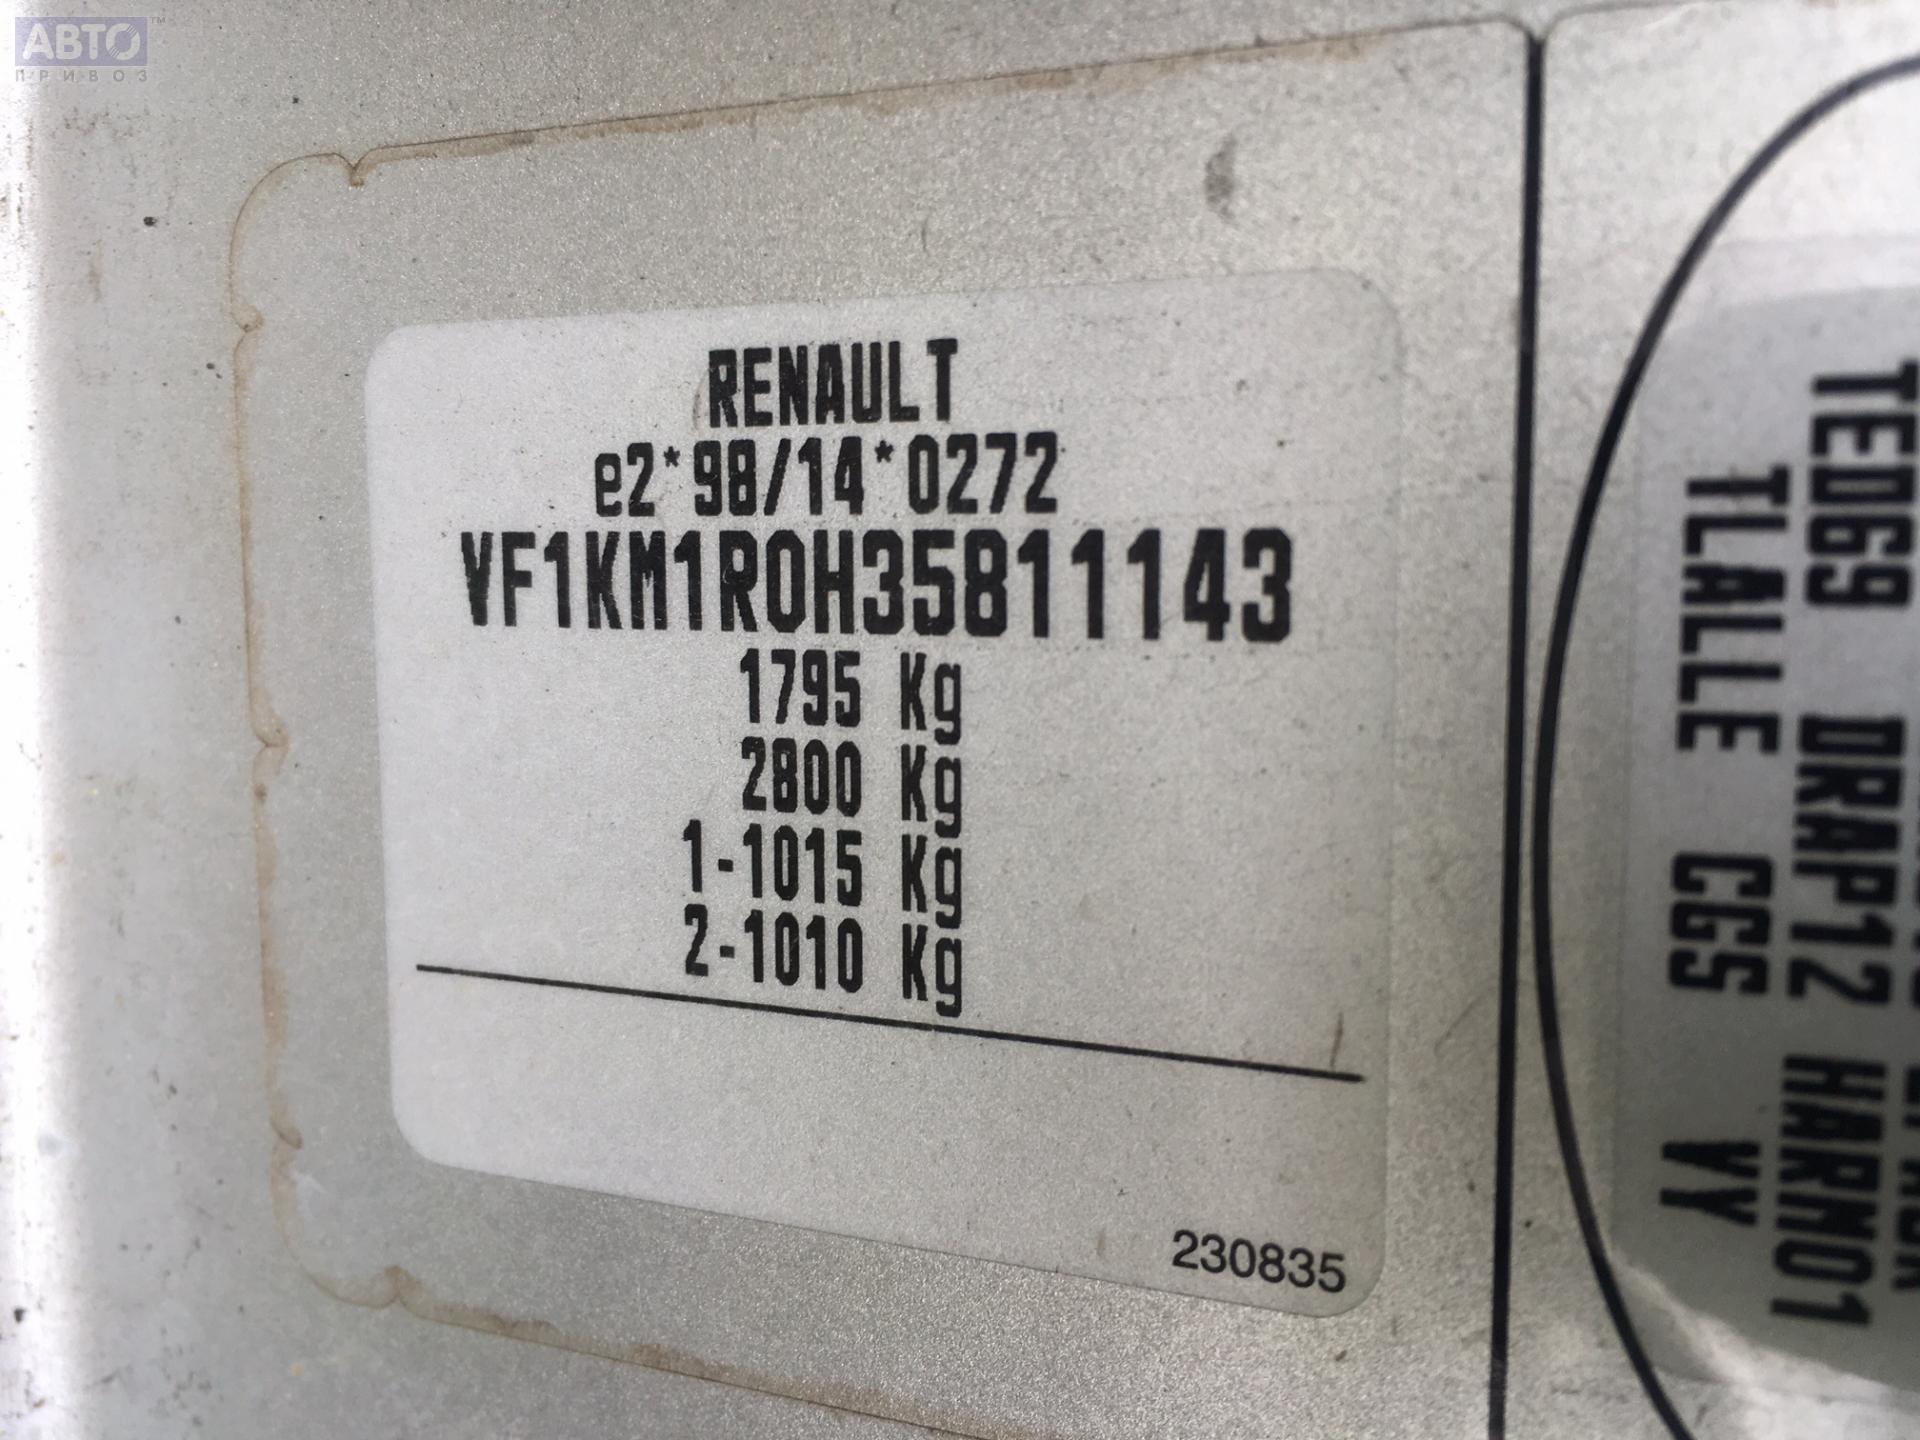 АВТО™
ПРИВОЗ
RENAULT
e2*98/14*0272
VF1KM1R0H35811143
1795 Kg
2800 Kg
1-1015 Kg
2-1010 Kg
230835
TED69 DRAP12 HARM01
TLALLE CGS VY